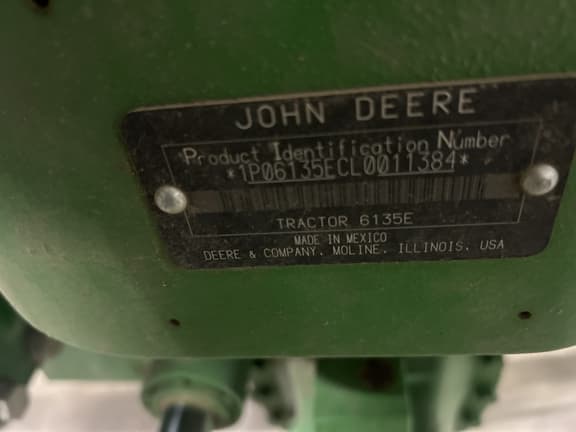 JOHN DEERE
Product Identification Number
*1P06135ECL0011384*
TRACTOR 6135E
MADE IN MEXICO
DEERE & COMPANY, MOLINE, ILLINOIS, USA